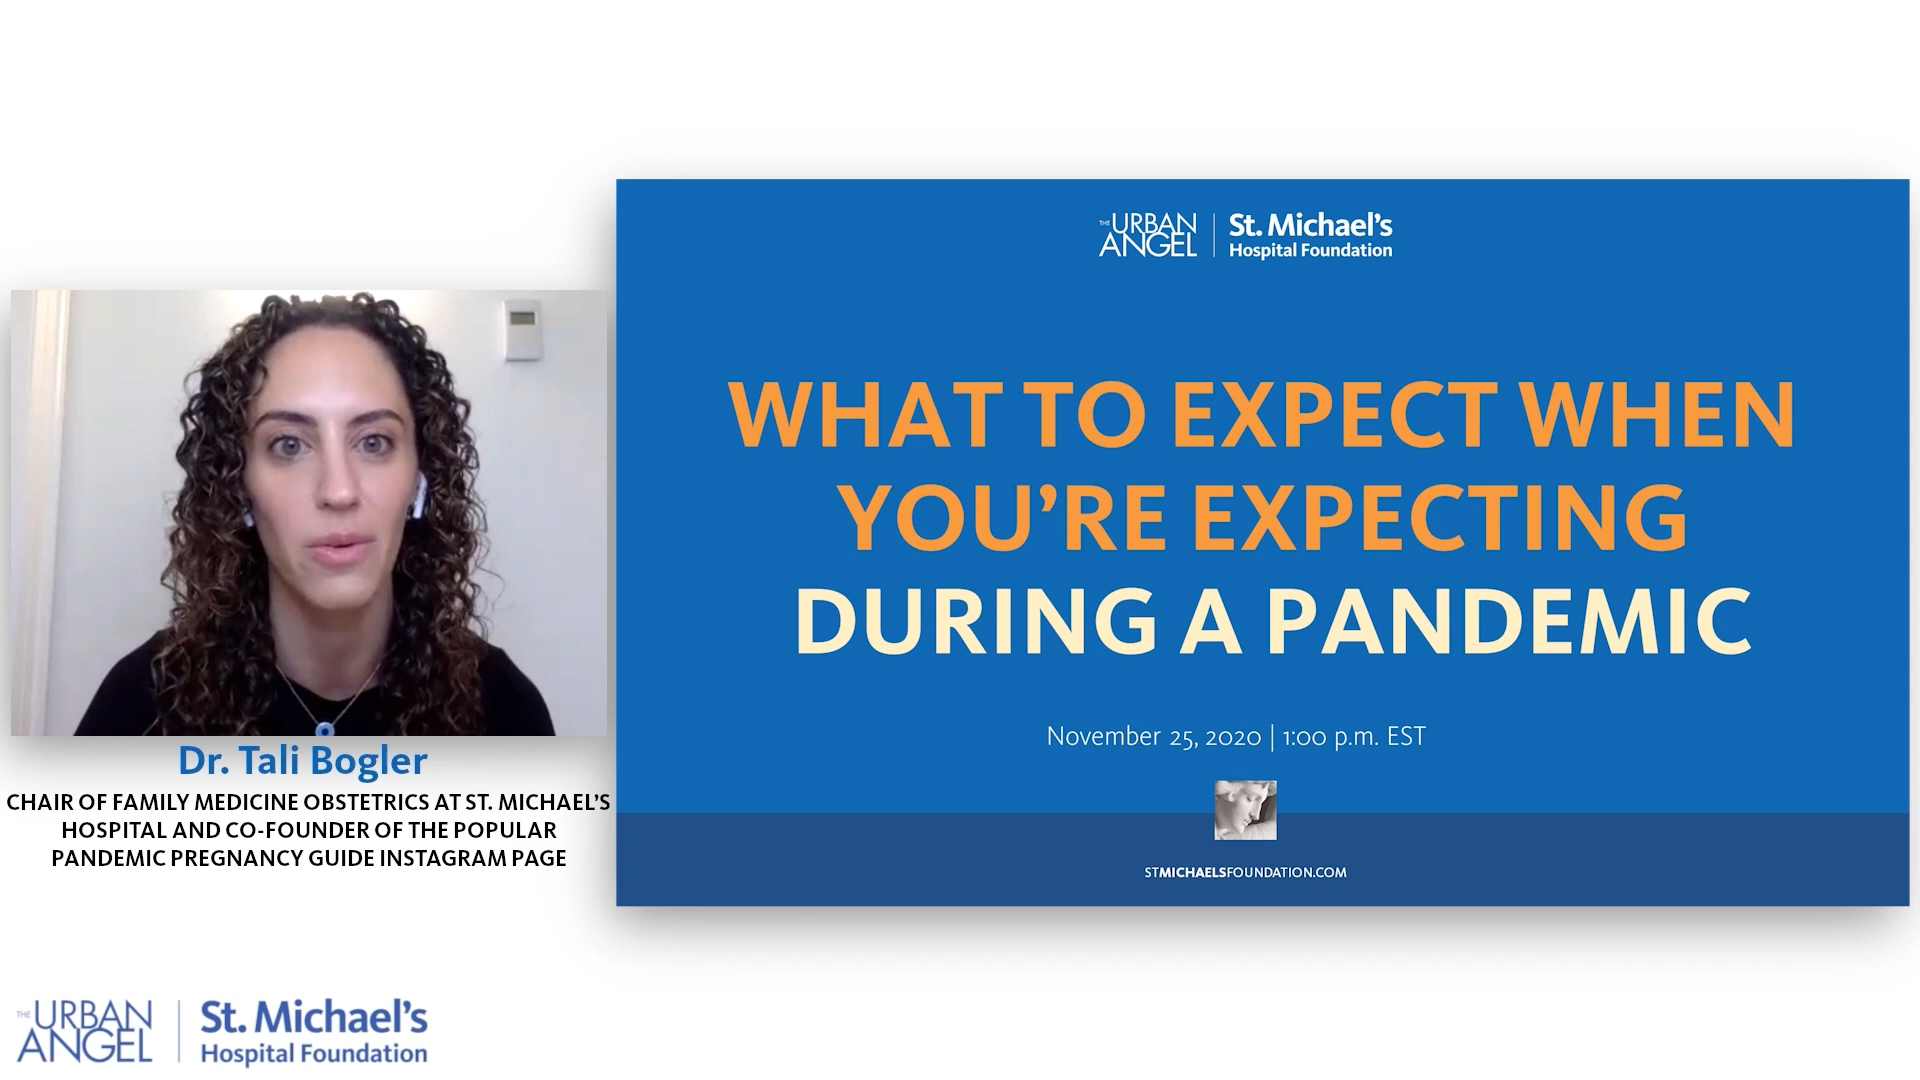 THE URBAN ANGEL
St. Michael's
Hospital Foundation
WHAT TO EXPECT WHEN
YOU'RE EXPECTING
DURING A PANDEMIC
November 25, 2020 | 1:00 p.m. EST
STMICHAELSFOUNDATION.COM
Dr. Tali Bogler
CHAIR OF FAMILY MEDICINE OBSTETRICS AT ST. MICHAEL'S
HOSPITAL AND CO-FOUNDER OF THE POPULAR
PANDEMIC PREGNANCY GUIDE INSTAGRAM PAGE
THE URBAN ANGEL
St. Michael's
Hospital Foundation